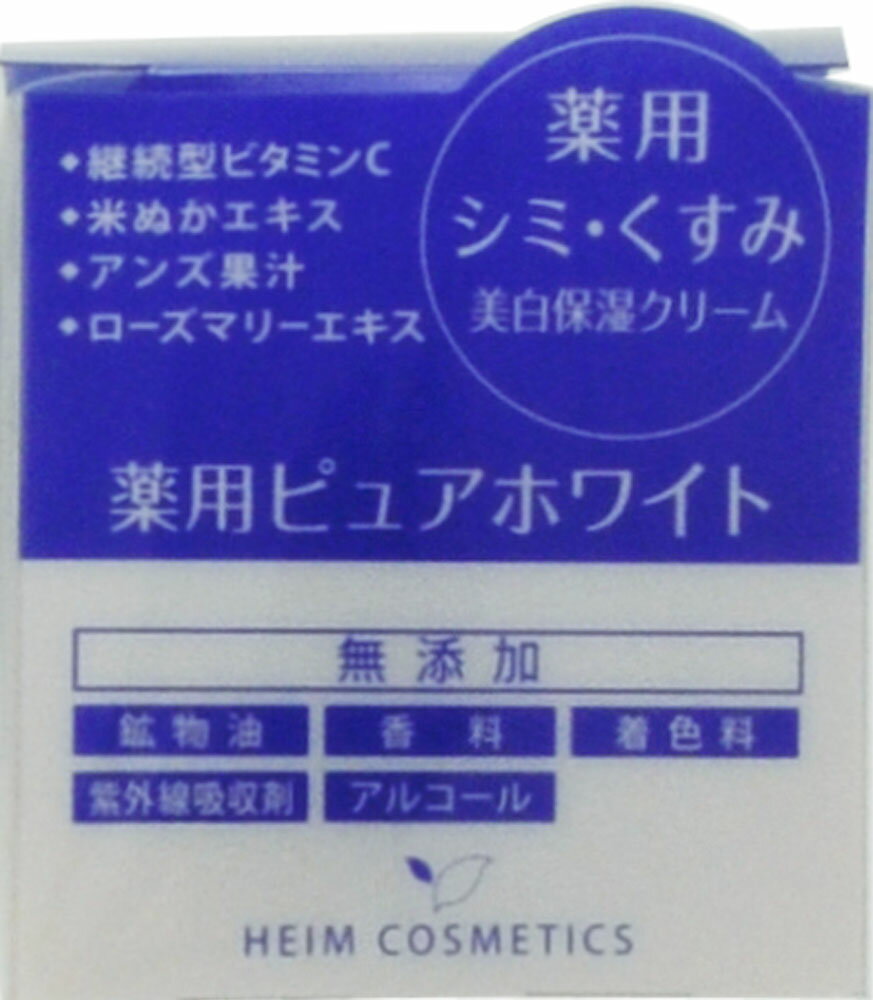 薬用
シミ・くすみ
美白保湿クリーム
◆継続型ビタミンC
◆米ぬかエキス
◆アンズ果汁
◆ローズマリーエキス
薬用ピュアホワイト
無添加
鉱物油 香料 着色料
紫外線吸収剤 アルコール
HEIM COSMETICS